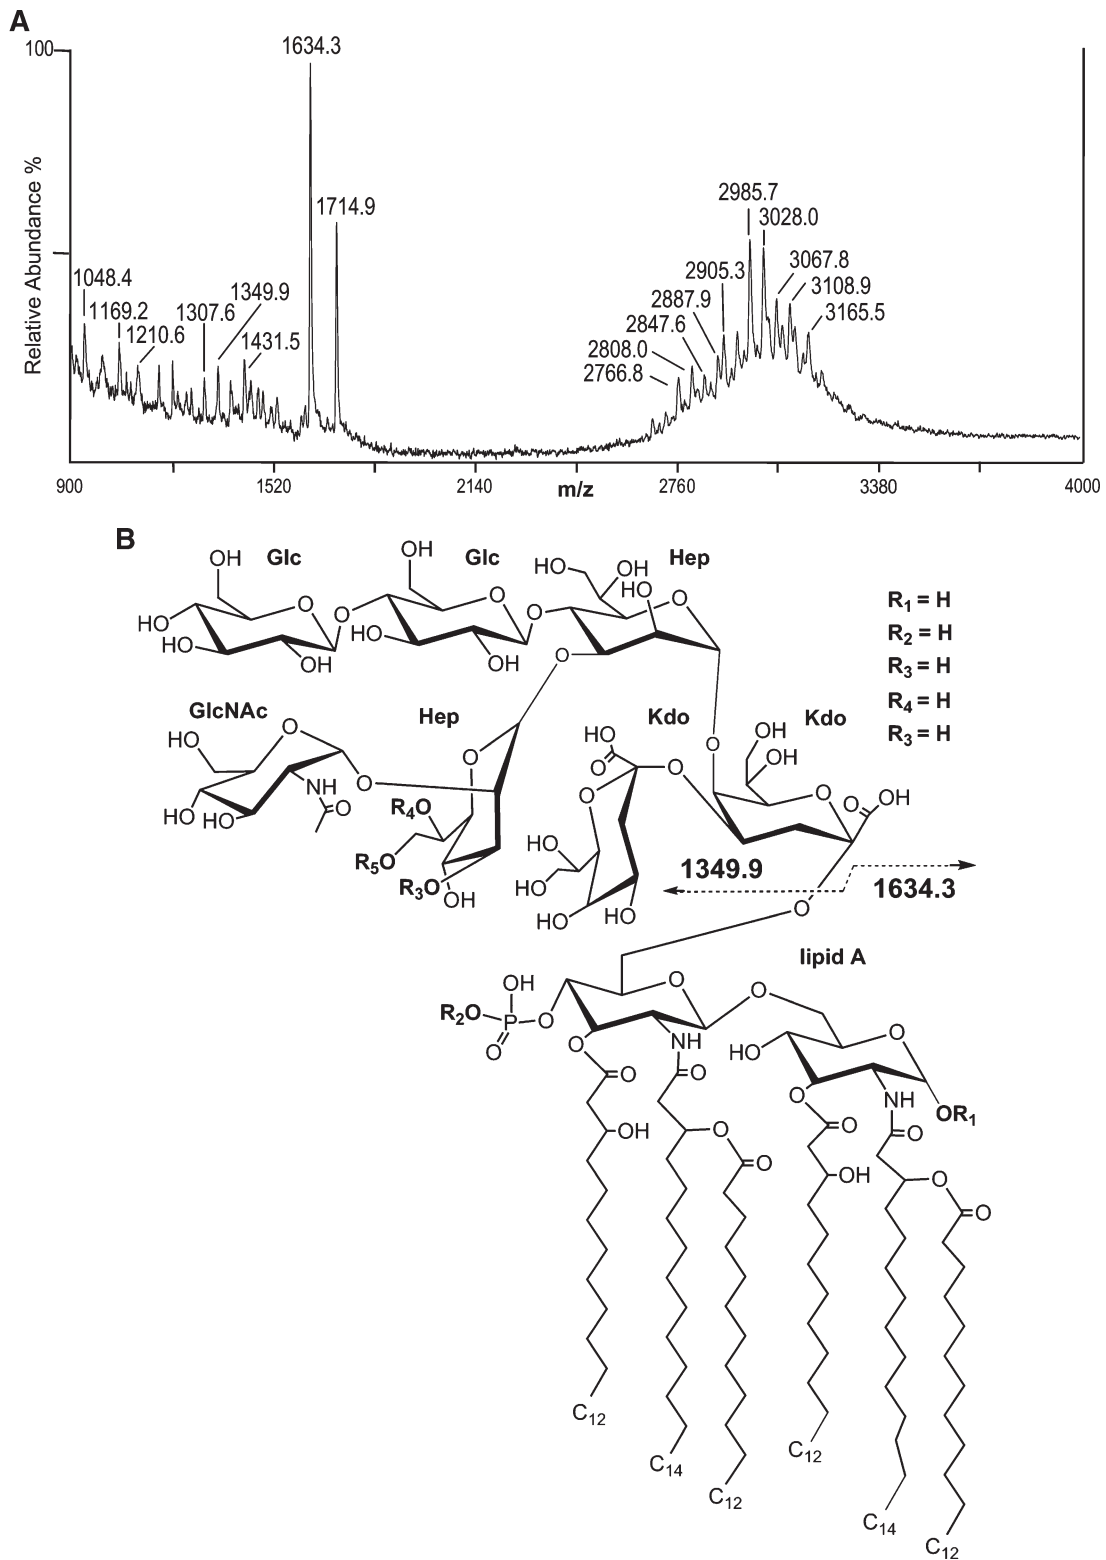 A
100
Relative Abundance %
1634.3
1714.9
1048.4
1169.2
1210.6
1307.6
1349.9
1431.5
2985.7
3028.0
2905.3
3067.8
2887.9
3108.9
2847.6
3165.5
2808.0
2766.8
900 1520 2140 m/z 2760 3380 4000
B
OH Glc OH Glc HO OH Hep
HO O O HO O R₁ = H
HO HO O HO O O R₂ = H
HO OH OH O R₃ = H
R₄ = H
GlcNAc Hep Kdo Kdo R₃ = H
HO O O HO O O O OH OH
O NH O R₄O O O O OH
HO HO O R₅O HO
R₃O OH HO 1349.9 1634.3
HO HO O
lipid A
OH O O
R₂O P O O NH HO O
O O O O O NH OR₁
OH O O O O
O OH O O
C₁₂
C₁₄ C₁₂
C₁₂
C₁₄
C₁₂